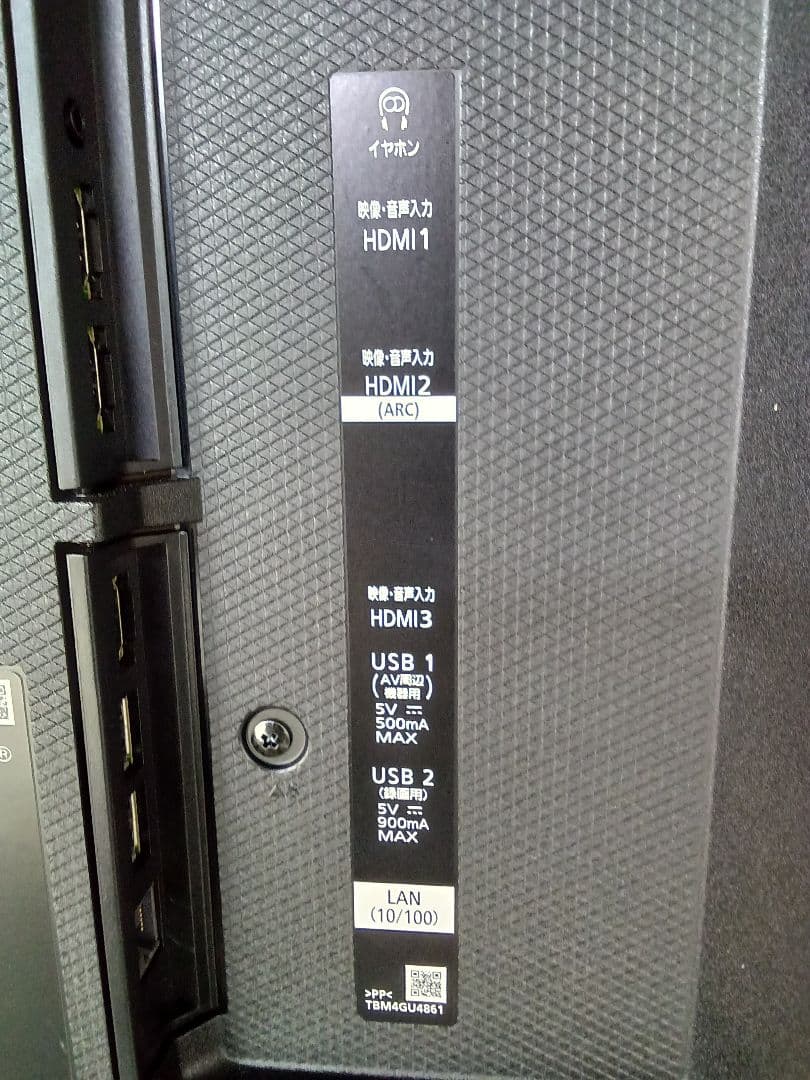 イヤホン
映像・音声入力
HDMI1
映像・音声入力
HDMI2
(ARC)
映像・音声入力
HDMI3
USB 1
(AV周辺
機器用)
5V ⎓
500mA
MAX
USB 2
(録画用)
5V ⎓
900mA
MAX
LAN
(10/100)
>PP<
TBM4GU4861
®